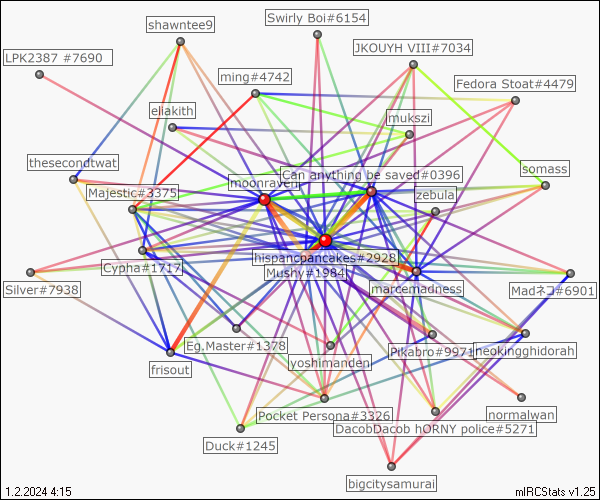 Swirly Boi#6154
shawntee9
JKOUYH VIII#7034
LPK2387 #7690
ming#4742
Fedora Stoat#4479
eliakith
mukszi
thesecondtwat
Can anything be saved#0396
somass
moonraven
Majestic#3375
zebula
hispancpancakes#2928
Cypha#1717
Mushy#1984
Silver#7938
marcemadness
Madネコ#6901
Eg.Master#1378
Pikabro#9971
neokingghidorah
yoshimanden
frisout
Pocket Persona#3326
normalwan
DacobDacob hORNY police#5271
Duck#1245
bigcitysamurai
1.2.2024 4:15
mIRCStats v1.25